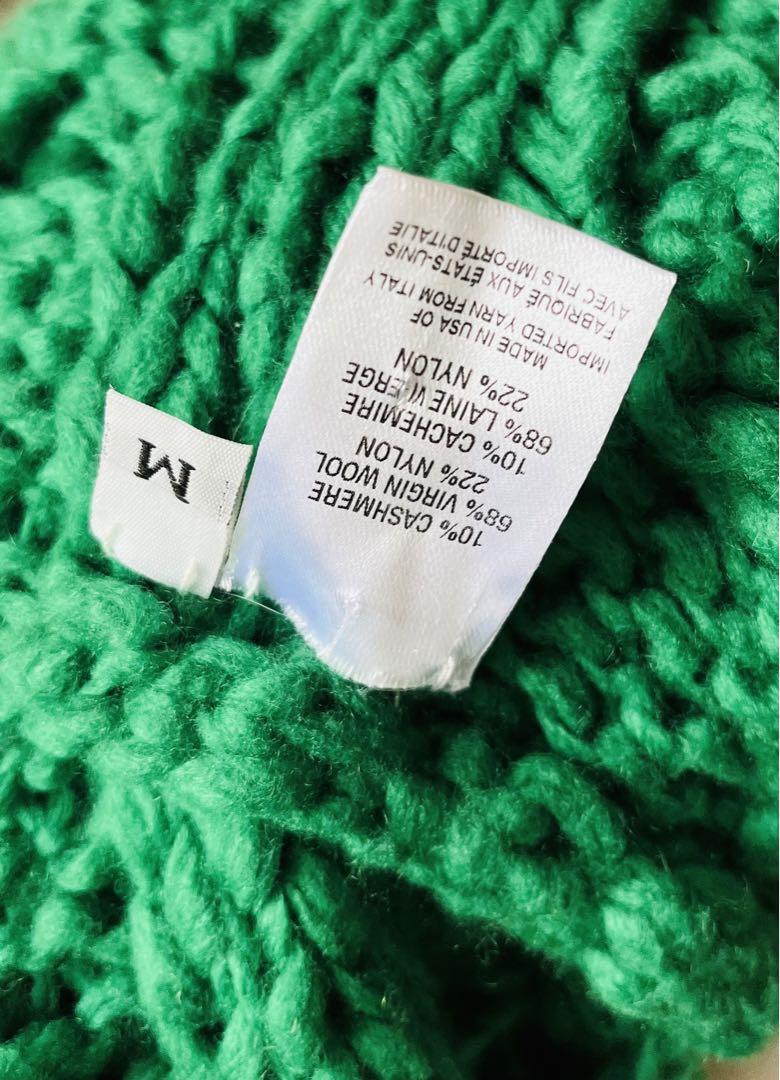 10% CASHMERE
68% VIRGIN WOOL
22% NYLON
10% CACHEMIRE
68% LAINE VIERGE
22% NYLON
MADE IN USA OF
IMPORTED YARN FROM ITALY
FABRIQUÉ AUX ÉTATS-UNIS
AVEC FILS IMPORTÉ D'ITALIE
M